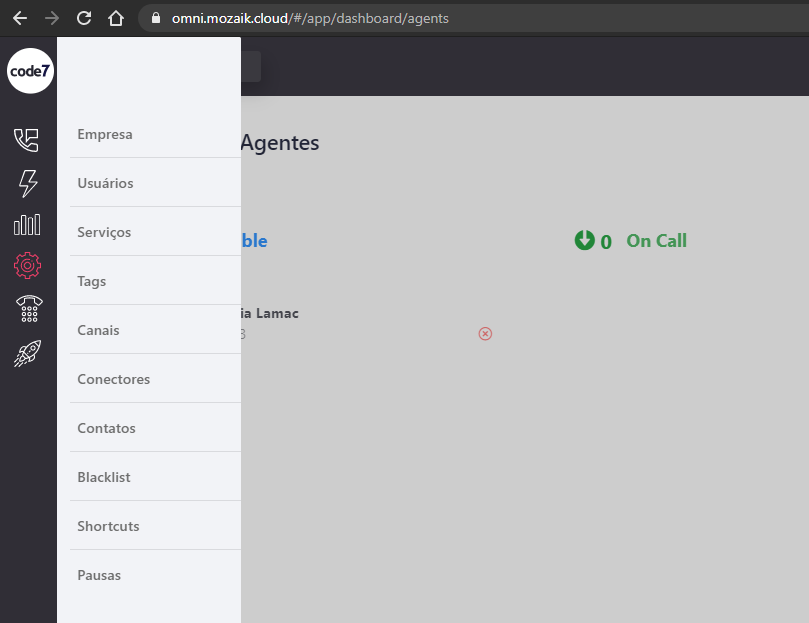 omni.mozaik.cloud/#/app/dashboard/agents
code7
Empresa
Usuários
Serviços
Tags
Canais
Conectores
Contatos
Blacklist
Shortcuts
Pausas
Agentes
ble
0 On Call
ia Lamac
3